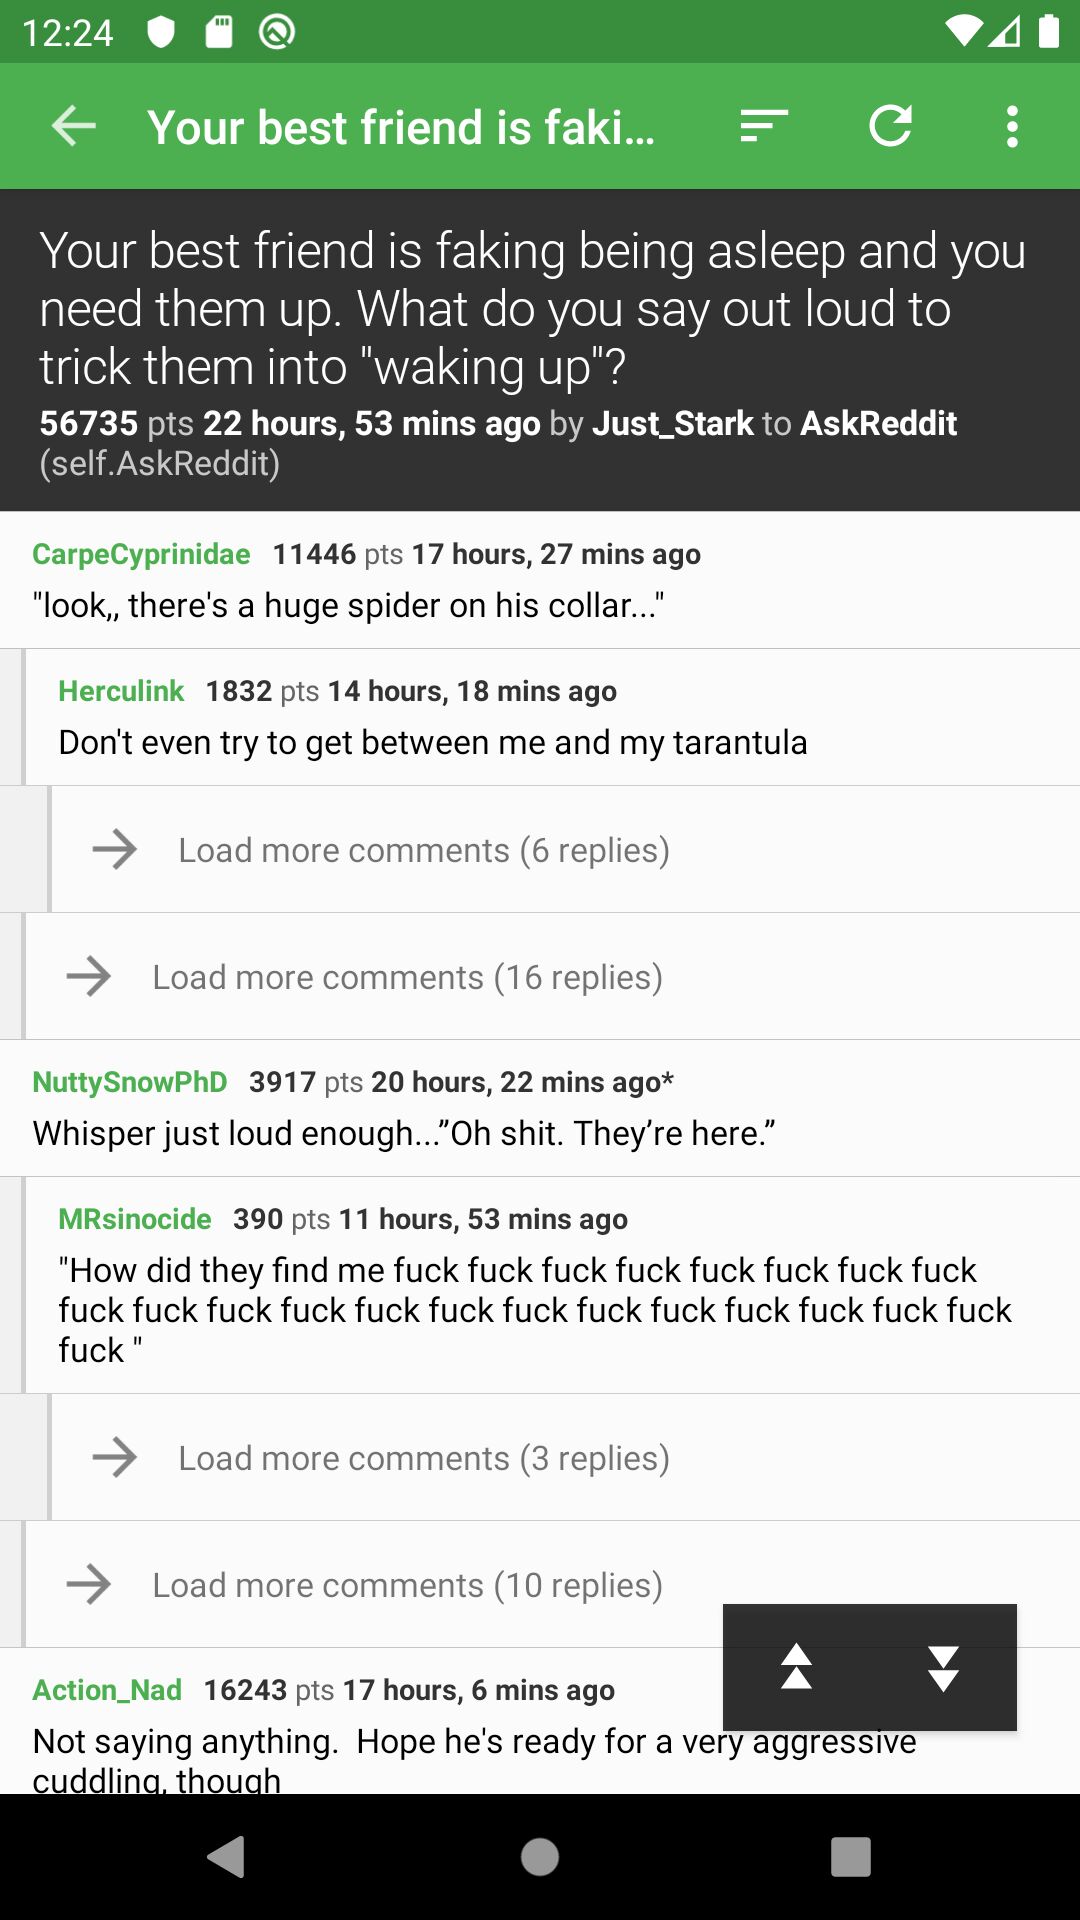 12:24
Your best friend is faki...
Your best friend is faking being asleep and you
need them up. What do you say out loud to
trick them into "waking up"?
56735 pts 22 hours, 53 mins ago by Just_Stark to AskReddit
(self.AskReddit)
CarpeCyprinidae 11446 pts 17 hours, 27 mins ago
"look,, there's a huge spider on his collar..."
Herculink 1832 pts 14 hours, 18 mins ago
Don't even try to get between me and my tarantula
Load more comments (6 replies)
Load more comments (16 replies)
NuttySnowPhD 3917 pts 20 hours, 22 mins ago*
Whisper just loud enough...”Oh shit. They’re here.”
MRsinocide 390 pts 11 hours, 53 mins ago
"How did they find me fuck fuck fuck fuck fuck fuck fuck fuck
fuck fuck fuck fuck fuck fuck fuck fuck fuck fuck fuck fuck fuck
fuck "
Load more comments (3 replies)
Load more comments (10 replies)
Action_Nad 16243 pts 17 hours, 6 mins ago
Not saying anything.  Hope he's ready for a very aggressive
cuddling, though